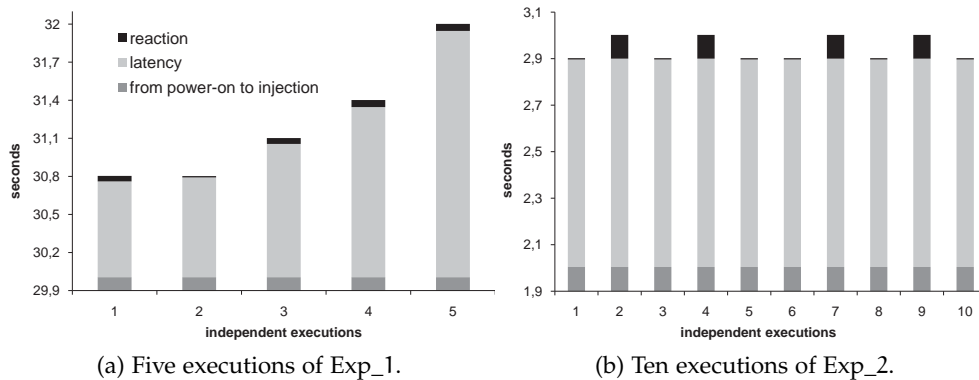 32
31,7
31,4
31,1
30,8
30,5
30,2
29,9
seconds
reaction
latency
from power-on to injection
1 2 3 4 5
independent executions
(a) Five executions of Exp_1.
3,1
2,9
2,7
2,5
2,3
2,1
1,9
seconds
1 2 3 4 5 6 7 8 9 10
independent executions
(b) Ten executions of Exp_2.